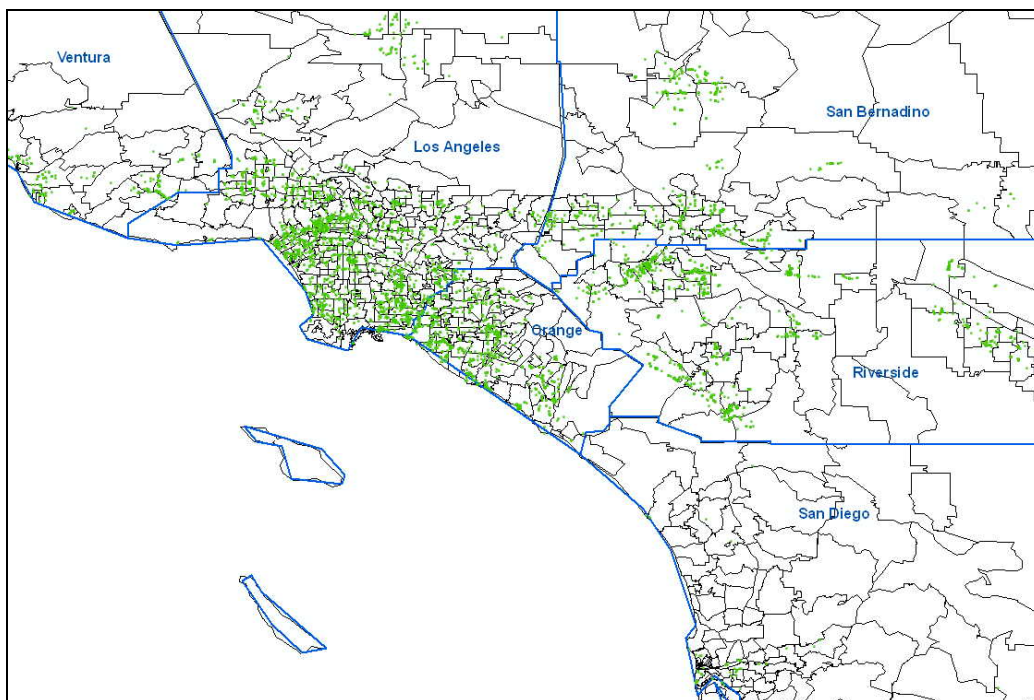 Ventura
San Bernadino
Los Angeles
Orange
Riverside
San Diego